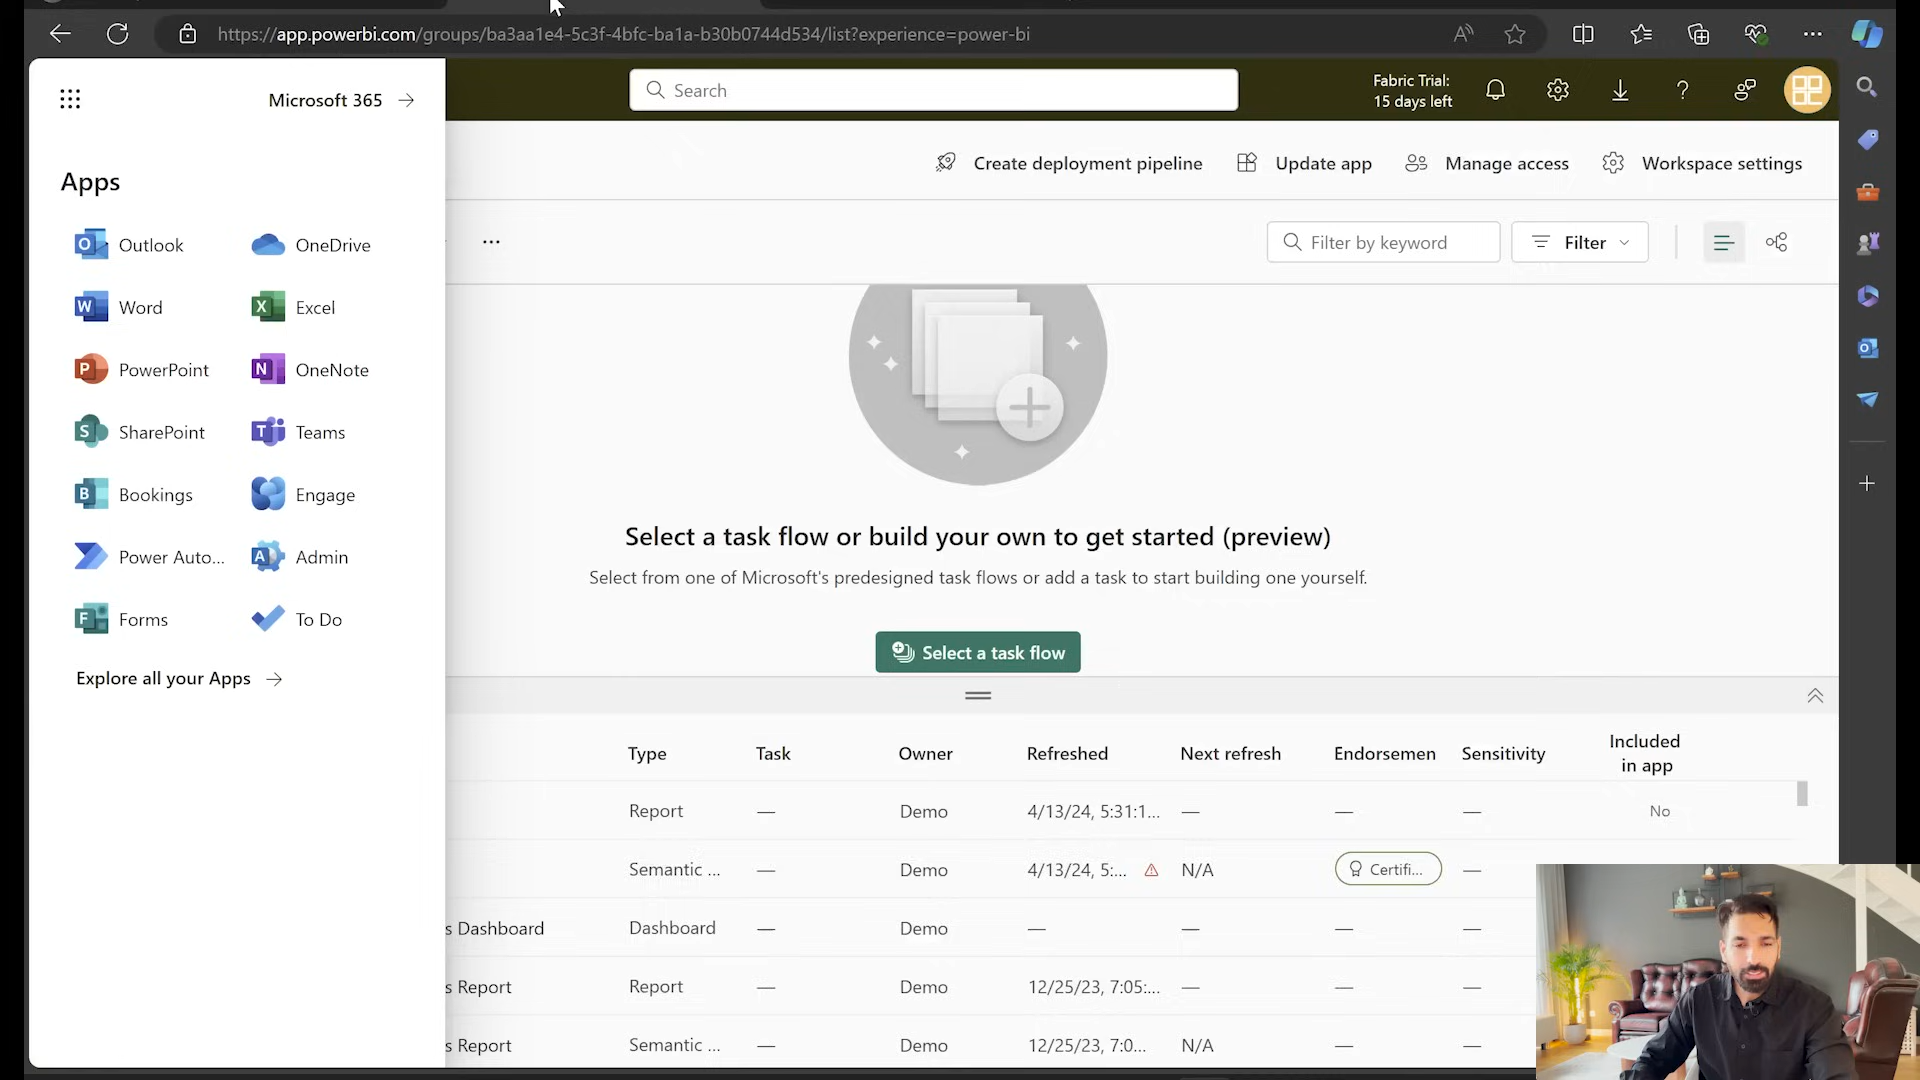 https://app.powerbi.com/groups/ba3aa1e4-5c3f-4bfc-ba1a-b30b0744d534/list?experience=power-bi
Microsoft 365
Search
Fabric Trial:
15 days left
Create deployment pipeline
Update app
Manage access
Workspace settings
Apps
Outlook
OneDrive
Word
Excel
PowerPoint
OneNote
SharePoint
Teams
Bookings
Engage
Power Auto...
Admin
Forms
To Do
Explore all your Apps
Filter by keyword
Filter
Select a task flow or build your own to get started (preview)
Select from one of Microsoft's predesigned task flows or add a task to start building one yourself.
Select a task flow
Type Task Owner Refreshed Next refresh Endorsemen Sensitivity Included
in app
Report — Demo 4/13/24, 5:31:1... — — — No
Semantic ... — Demo 4/13/24, 5:... N/A Certifi... —
s Dashboard Dashboard — Demo — — — —
s Report Report — Demo 12/25/23, 7:05:... — — —
s Report Semantic ... — Demo 12/25/23, 7:0... N/A — —